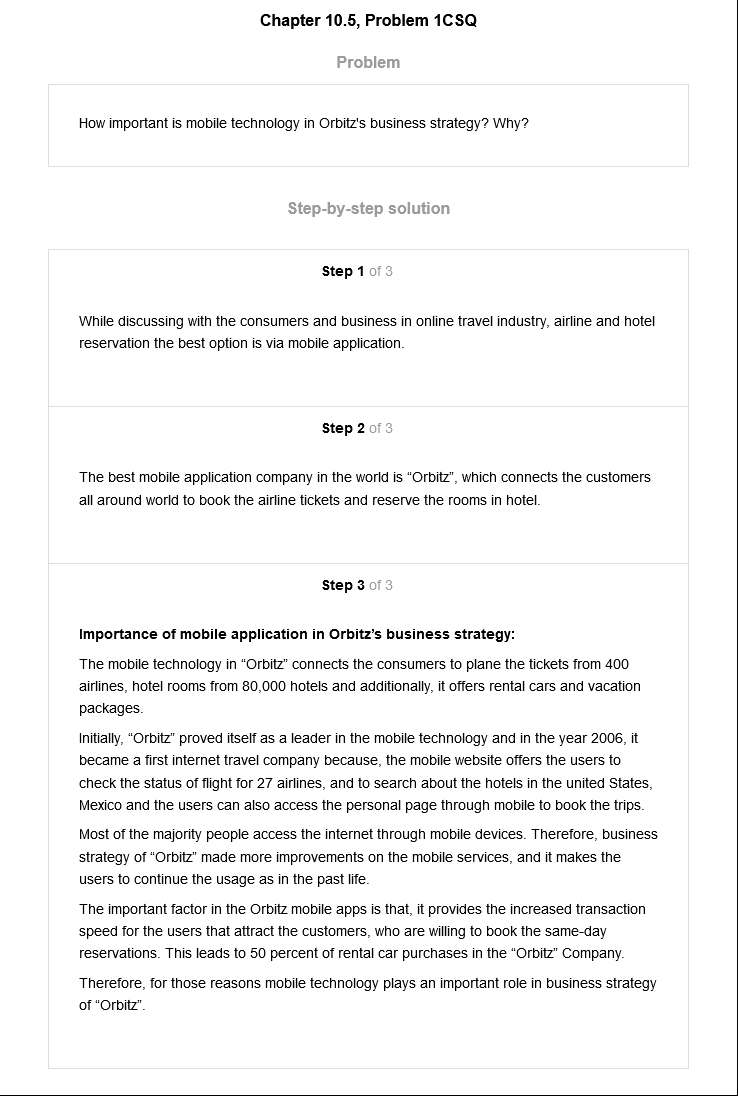 Chapter 10.5, Problem 1CSQ
Problem
How important is mobile technology in Orbitz's business strategy? Why?
Step-by-step solution
Step 1 of 3
While discussing with the consumers and business in online travel industry, airline and hotel
reservation the best option is via mobile application.
Step 2 of 3
The best mobile application company in the world is “Orbitz”, which connects the customers
all around world to book the airline tickets and reserve the rooms in hotel.
Step 3 of 3
Importance of mobile application in Orbitz’s business strategy:
The mobile technology in “Orbitz” connects the consumers to plane the tickets from 400
airlines, hotel rooms from 80,000 hotels and additionally, it offers rental cars and vacation
packages.
Initially, “Orbitz” proved itself as a leader in the mobile technology and in the year 2006, it
became a first internet travel company because, the mobile website offers the users to
check the status of flight for 27 airlines, and to search about the hotels in the united States,
Mexico and the users can also access the personal page through mobile to book the trips.
Most of the majority people access the internet through mobile devices. Therefore, business
strategy of “Orbitz” made more improvements on the mobile services, and it makes the
users to continue the usage as in the past life.
The important factor in the Orbitz mobile apps is that, it provides the increased transaction
speed for the users that attract the customers, who are willing to book the same-day
reservations. This leads to 50 percent of rental car purchases in the “Orbitz” Company.
Therefore, for those reasons mobile technology plays an important role in business strategy
of “Orbitz”.